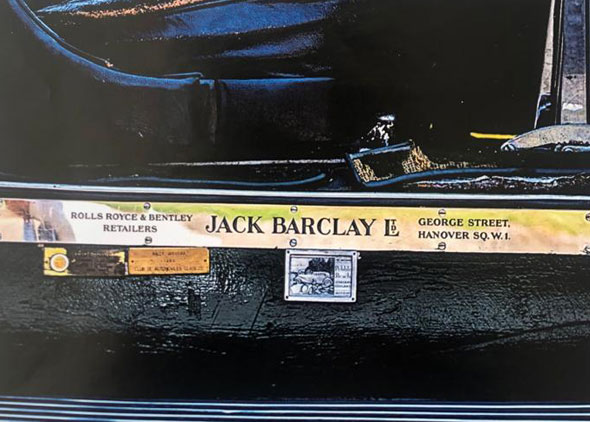 ROLLS ROYCE & BENTLEY
RETAILERS
JACK BARCLAY LTD
GEORGE STREET,
HANOVER SQ. W.1.